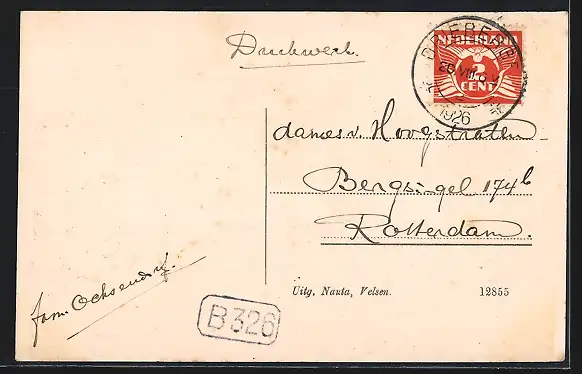 Drukwerk.
NEDERLAND
2
CENT
1926
dames v. Hoogstraten
Bergsingel 174b
Rotterdam.
fam. Ochsendorf.
Uitg. Nauta, Velsen. 12855
B326